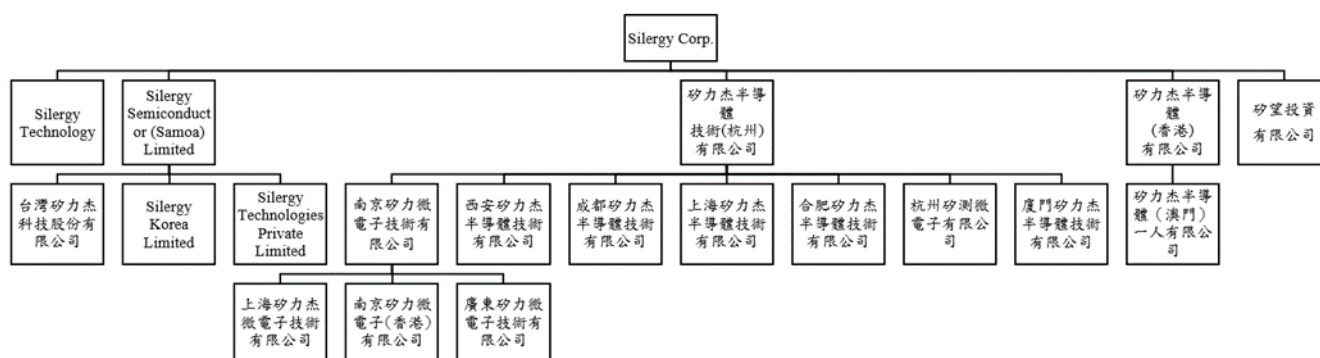 Silergy Corp.
Silergy
Technology
Silergy
Semiconduct
or (Samoa)
Limited
矽力杰半導
體
技術(杭州)
有限公司
矽力杰半導
體
(香港)
有限公司
矽望投資
有限公司
台灣矽力杰
科技股份有
限公司
Silergy
Korea
Limited
Silergy
Technologies
Private
Limited
南京矽力微
電子技術有
限公司
西安矽力杰
半導體技術
有限公司
成都矽力杰
半導體技術
有限公司
上海矽力杰
半導體技術
有限公司
合肥矽力杰
半導體技術
有限公司
杭州矽測微
電子有限公
司
廈門矽力杰
半導體技術
有限公司
矽力杰半導
體（澳門）
一人有限公
司
上海矽力杰
微電子技術
有限公司
南京矽力微
電子(香港)
有限公司
廣東矽力微
電子技術有
限公司